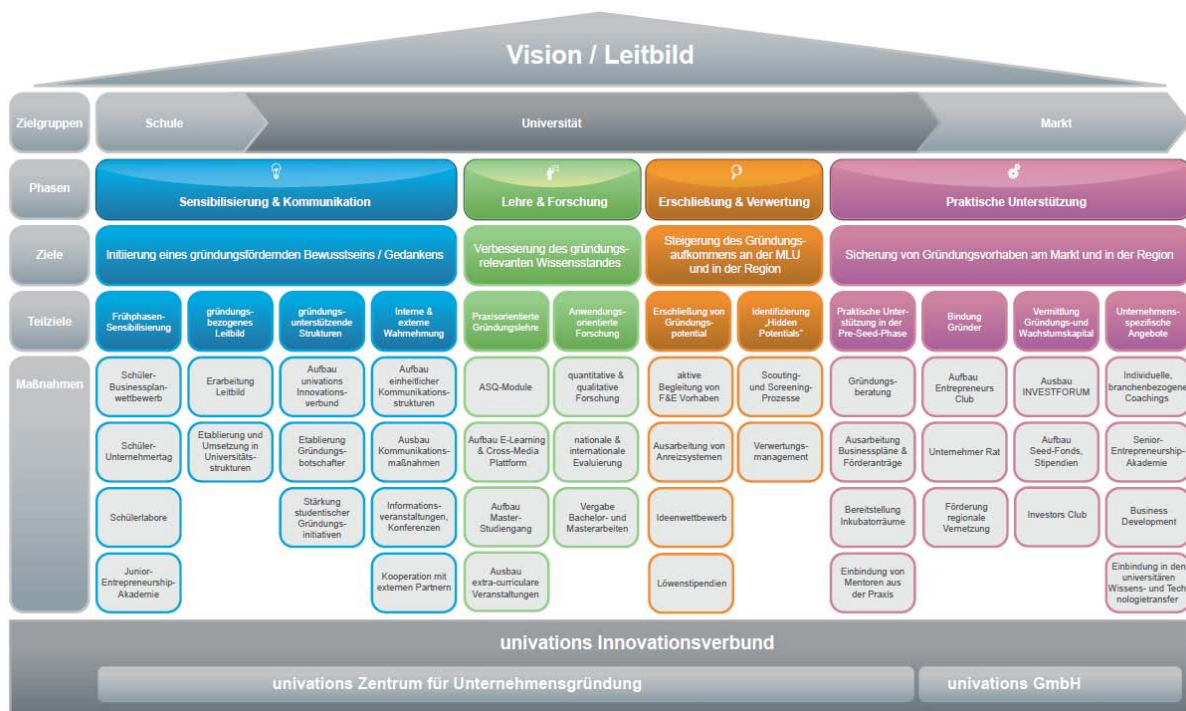 Vision / Leitbild
Zielgruppen
Schule
Universität
Markt
Phasen
Sensibilisierung & Kommunikation
Lehre & Forschung
Erschließung & Verwertung
Praktische Unterstützung
Ziele
Initiierung eines gründungsfördernden Bewusstseins / Gedankens
Verbesserung des gründungs-
relevanten Wissensstandes
Steigerung des Gründungs-
aufkommens an der MLU
und in der Region
Sicherung von Gründungsvorhaben am Markt und in der Region
Teilziele
Frühphasen-
Sensibilisierung
gründungs-
bezogenes
Leitbild
gründungs-
unterstützende
Strukturen
Interne &
externe
Wahrnehmung
Praxisorientierte
Gründungslehre
Anwendungs-
orientierte
Forschung
Erschließung von
Gründungs-
potential
Identifizierung
„Hidden
Potentials"
Praktische Unter-
stützung in der
Pre-Seed-Phase
Bindung
Gründer
Vermittlung
Gründungs-und
Wachstumskapital
Unternehmens-
spezifische
Angebote
Maßnahmen
Schüler-
Businessplan-
wettbewerb
Erarbeitung
Leitbild
Aufbau
univations
Innovations-
verbund
Aufbau
einheitlicher
Kommunikations-
strukturen
ASQ-Module
quantitative &
qualitative
Forschung
aktive
Begleitung von
F&E Vorhaben
Scouting-
und Screening-
Prozesse
Gründungs-
beratung
Aufbau
Entrepreneurs
Club
Ausbau
INVESTFORUM
Individuelle,
branchenbezogene
Coachings
Schüler-
Unternehmertag
Etablierung und
Umsetzung in
Universitäts-
strukturen
Etablierung
Gründungs-
botschafter
Ausbau
Kommunikations-
maßnahmen
Aufbau E-Learning
& Cross-Media
Plattform
nationale &
internationale
Evaluierung
Ausarbeitung von
Anreizsystemen
Verwertungs-
management
Ausarbeitung
Businesspläne &
Förderanträge
Unternehmer Rat
Aufbau
Seed-Fonds,
Stipendien
Senior-
Entrepreneurship-
Akademie
Schülerlabore
Stärkung
studentischer
Gründungs-
initiativen
Informations-
veranstaltungen,
Konferenzen
Aufbau
Master-
Studiengang
Vergabe
Bachelor- und
Masterarbeiten
Ideenwettbewerb
Bereitstellung
Inkubatorräume
Förderung
regionale
Vernetzung
Investors Club
Business
Development
Junior-
Entrepreneurship-
Akademie
Kooperation mit
externen Partnern
Ausbau
extra-curriculare
Veranstaltungen
Löwenstipendien
Einbindung von
Mentoren aus
der Praxis
Einbindung in den
universitären
Wissens- und Tech
nologietransfer
univations Innovationsverbund
univations Zentrum für Unternehmensgründung
univations GmbH